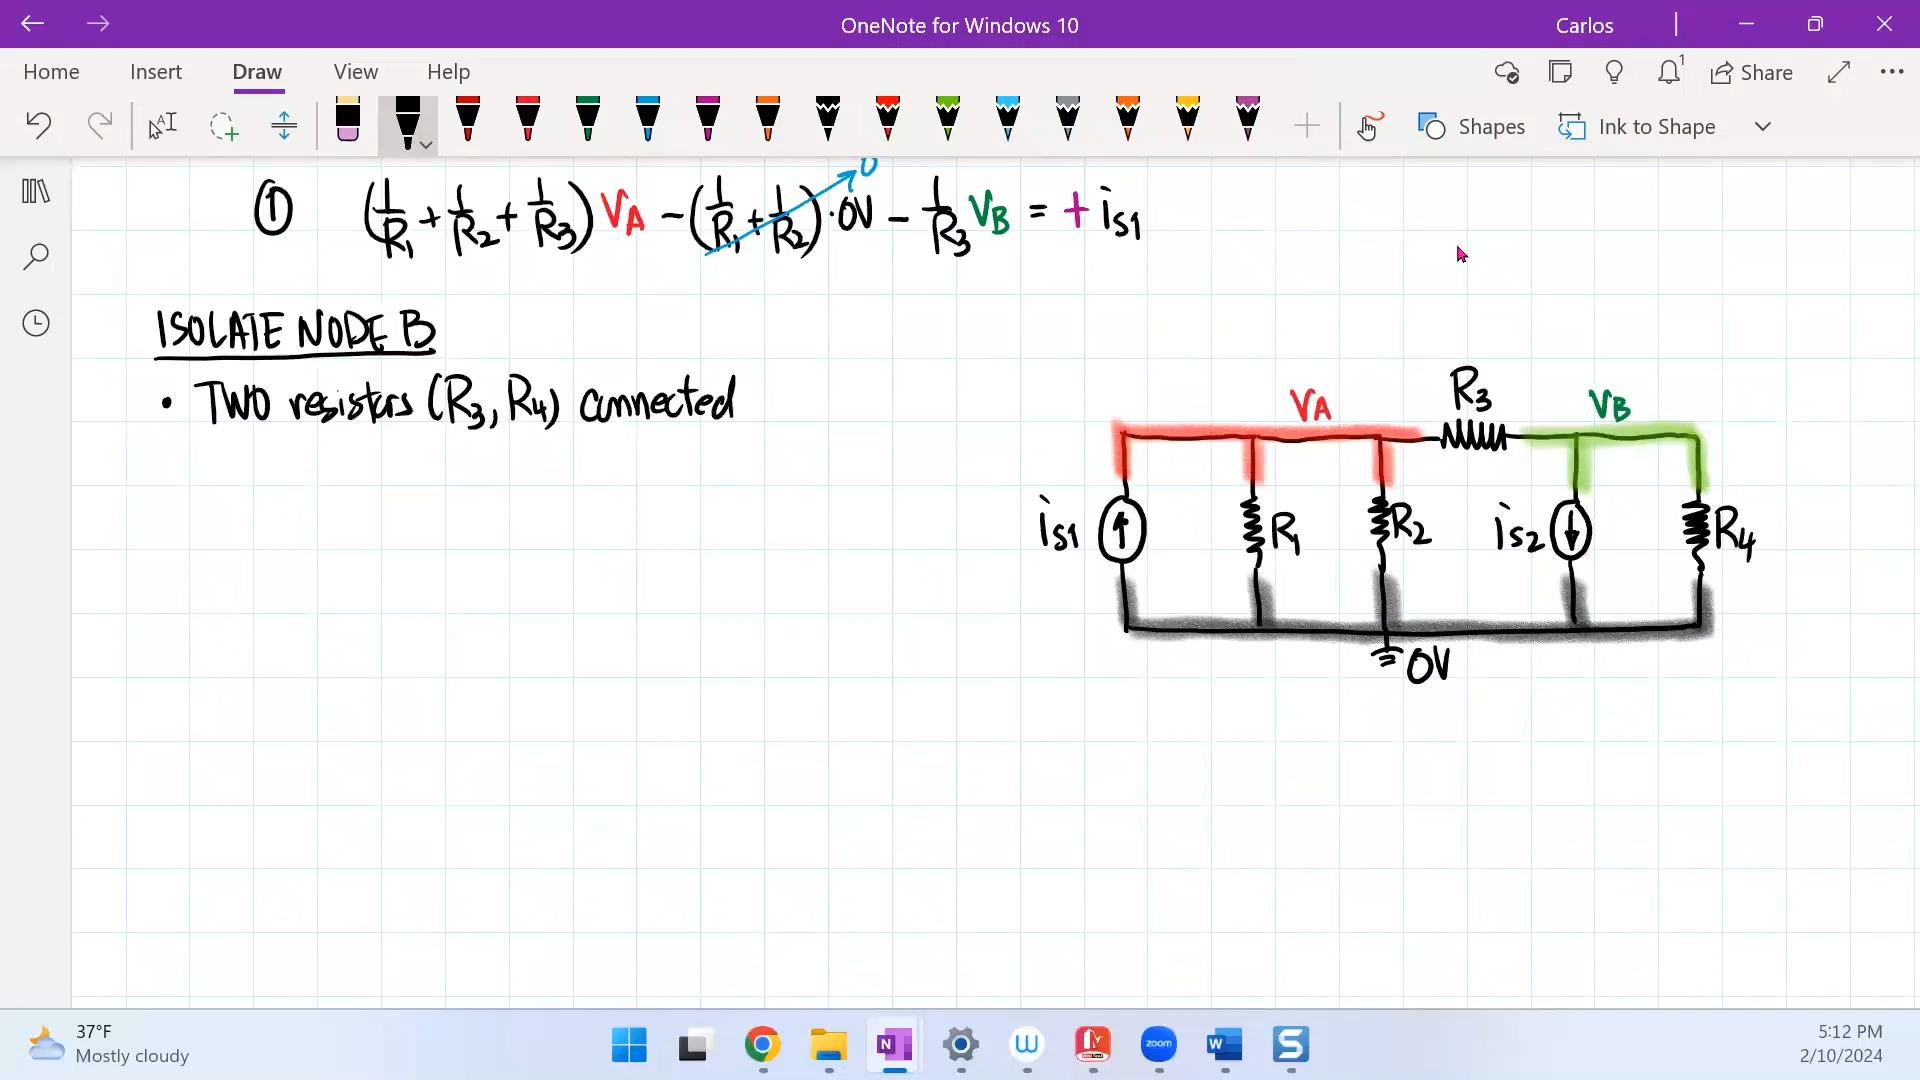 OneNote for Windows 10
Carlos
Home Insert Draw View Help
1
Share
Shapes
Ink to Shape
① (1/R₁ + 1/R₂ + 1/R₃) VA - (1/R₁ + 1/R₂) · 0V - 1/R₃ VB = + is1
0
ISOLATE NODE B
• TWO resistors (R₃, R₄) connected
VA
R₃
VB
is1
R₁
R₂
is2
R₄
0V
37°F
Mostly cloudy
N
W
zoom
W
S
5:12 PM
2/10/2024